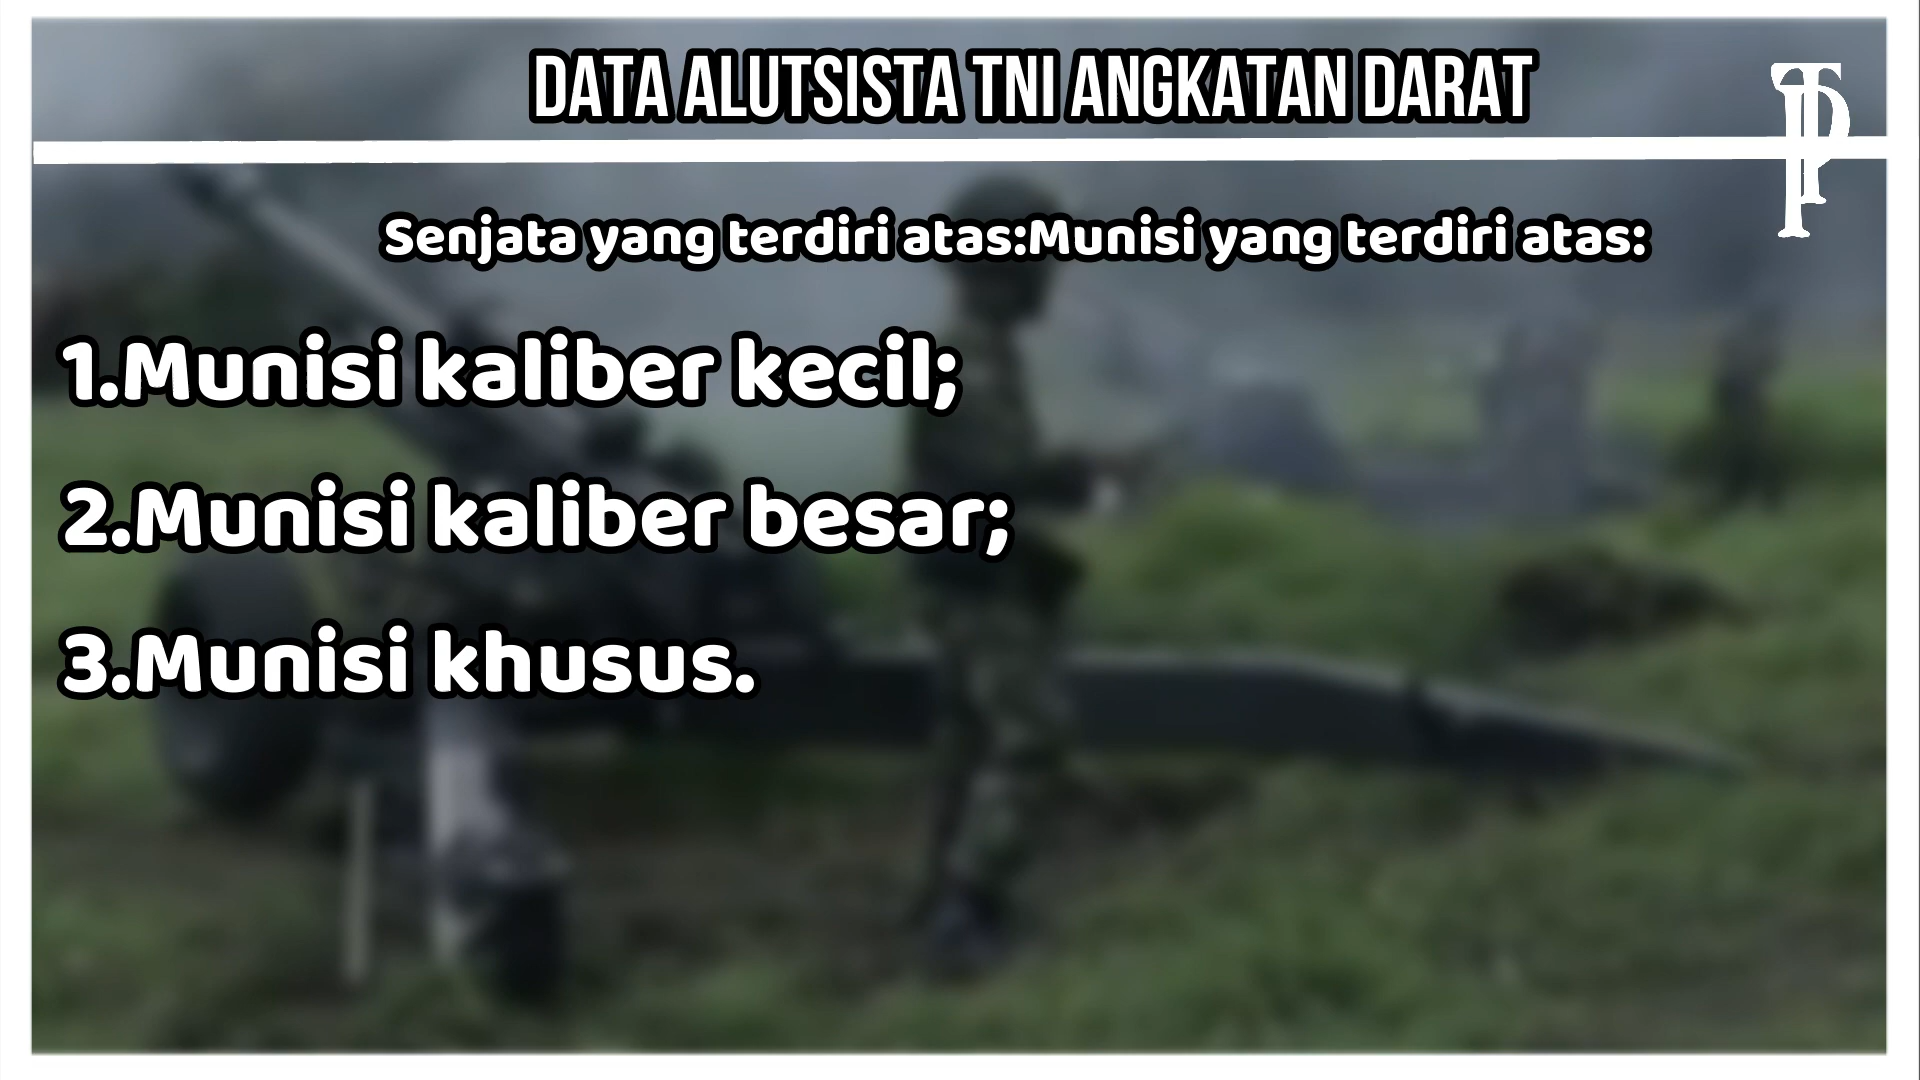 DATA ALUTSISTA TNI ANGKATAN DARAT
Senjata yang terdiri atas:Munisi yang terdiri atas:
1.Munisi kaliber kecil;
2.Munisi kaliber besar;
3.Munisi khusus.